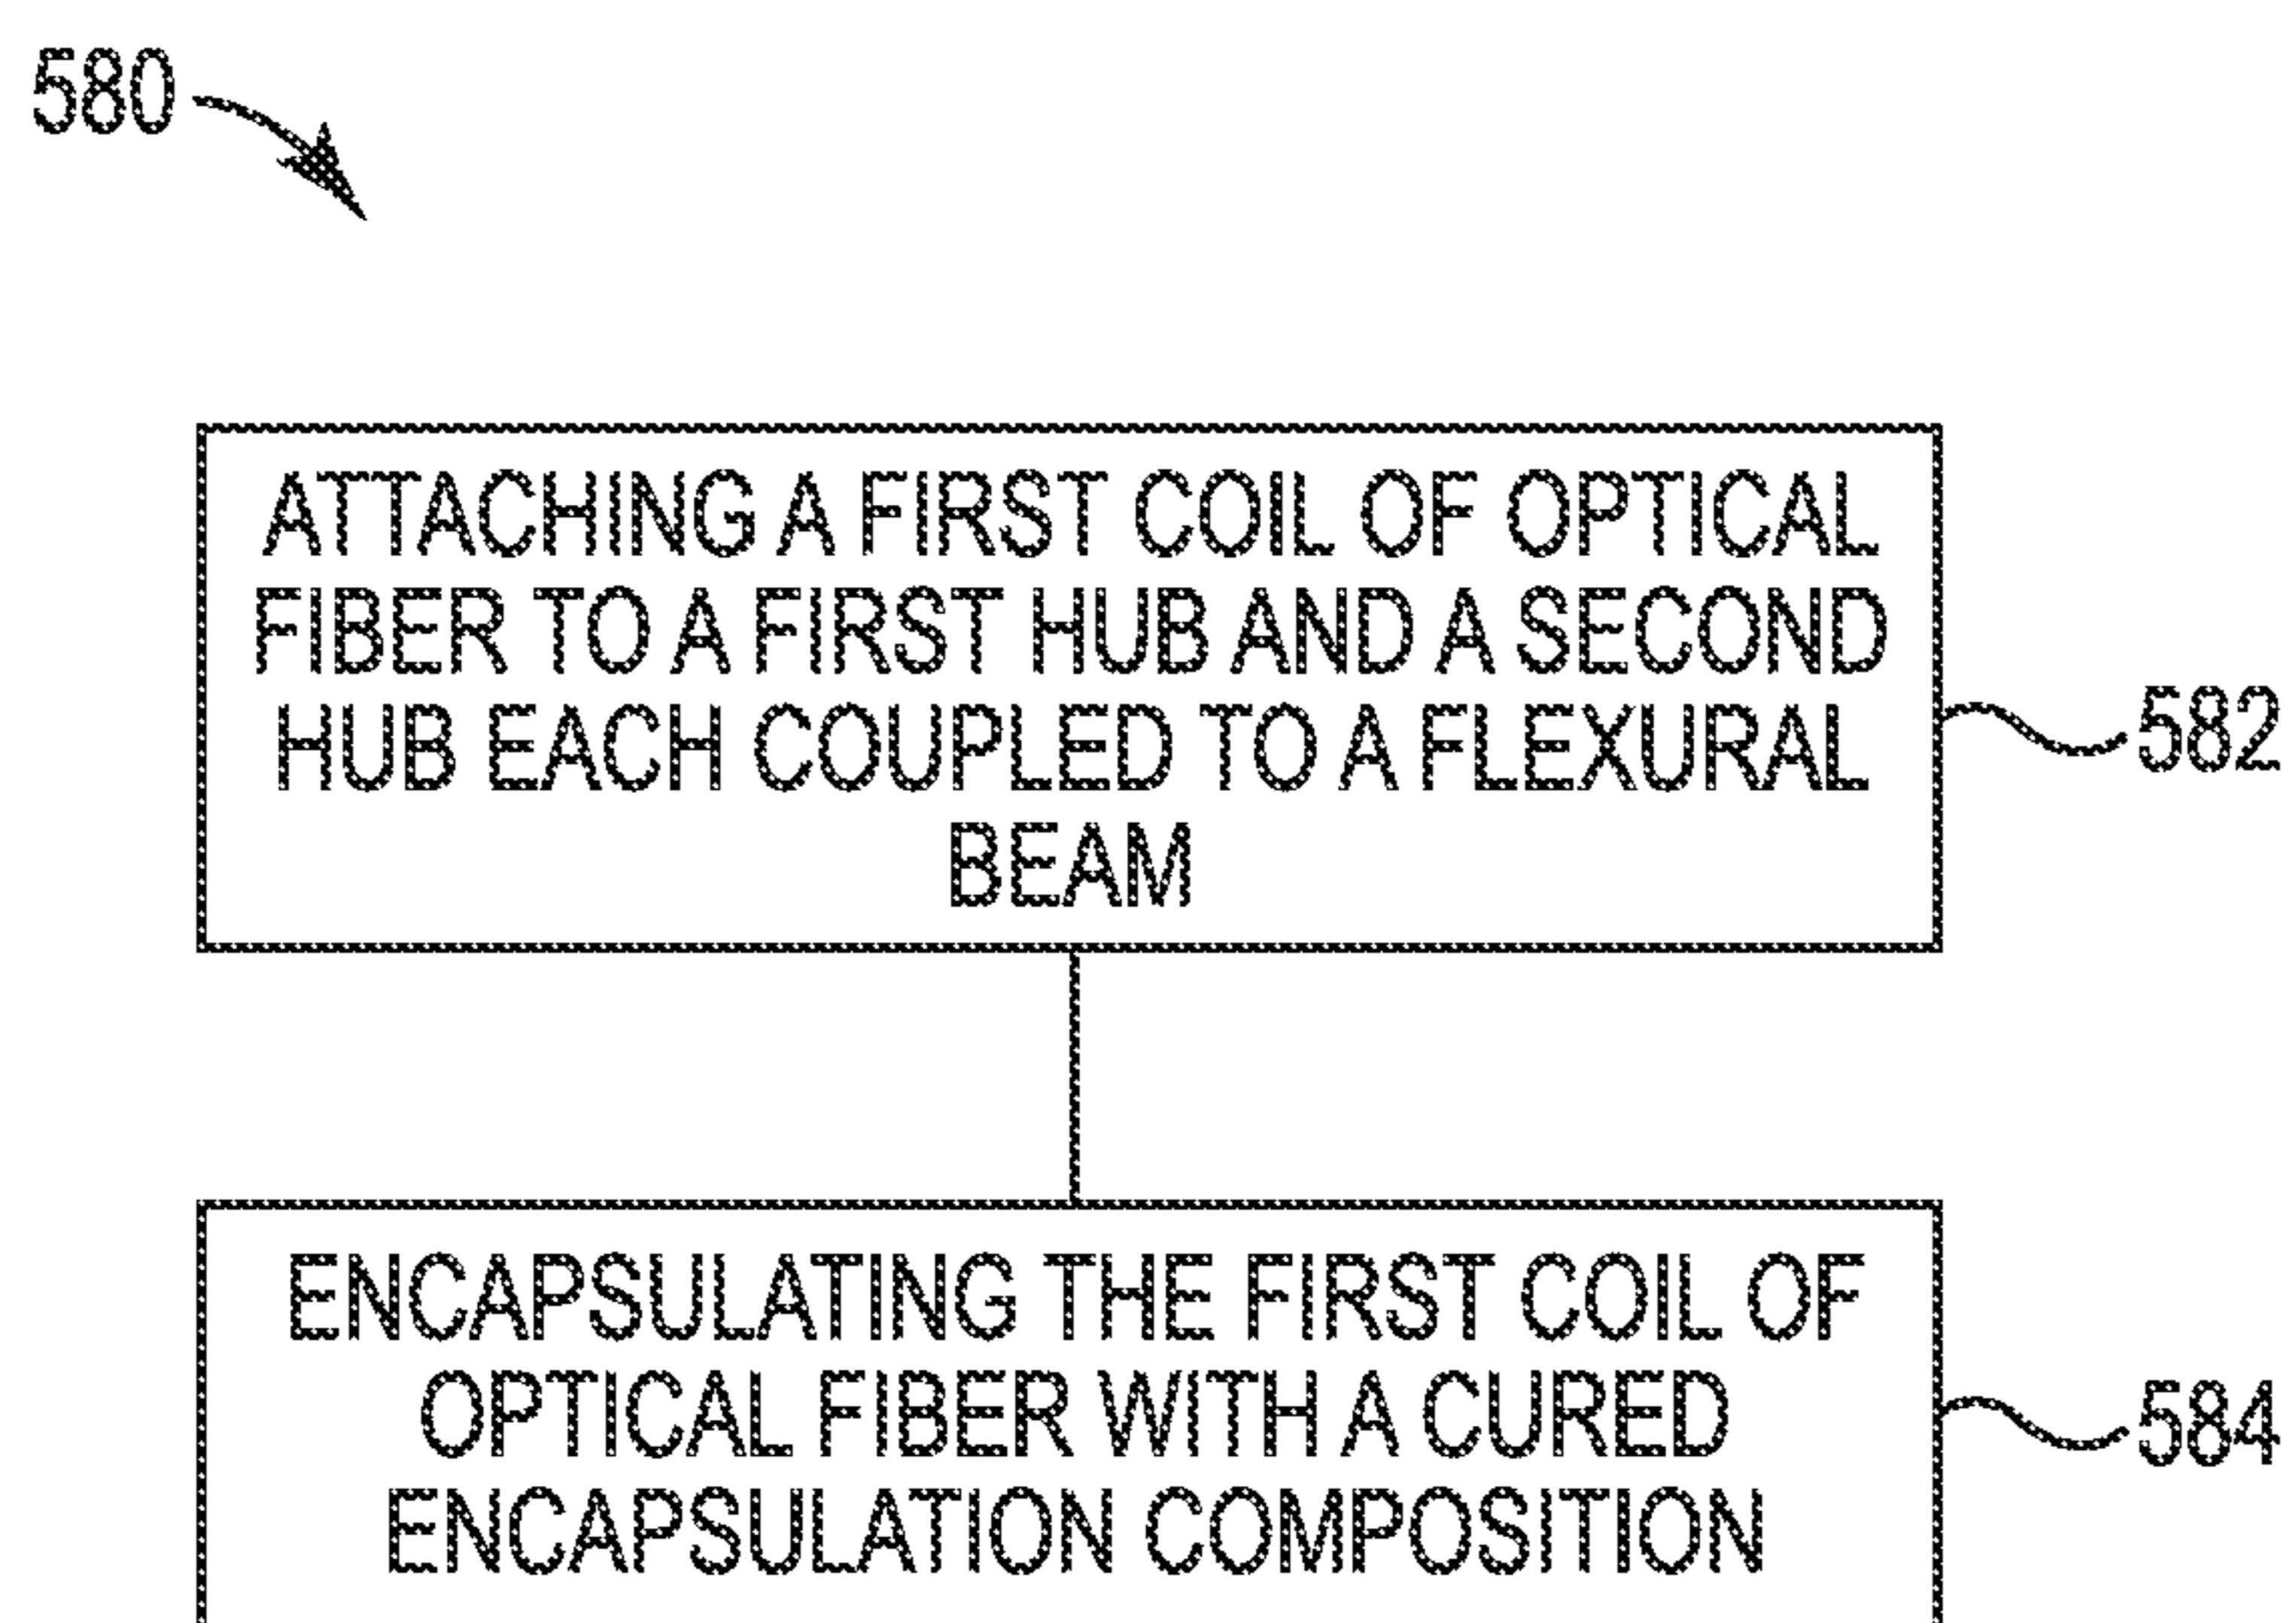 580
ATTACHING A FIRST COIL OF OPTICAL
FIBER TO A FIRST HUB AND A SECOND
HUB EACH COUPLED TO A FLEXURAL
BEAM
582
ENCAPSULATING THE FIRST COIL OF
OPTICAL FIBER WITH A CURED
ENCAPSULATION COMPOSITION
584